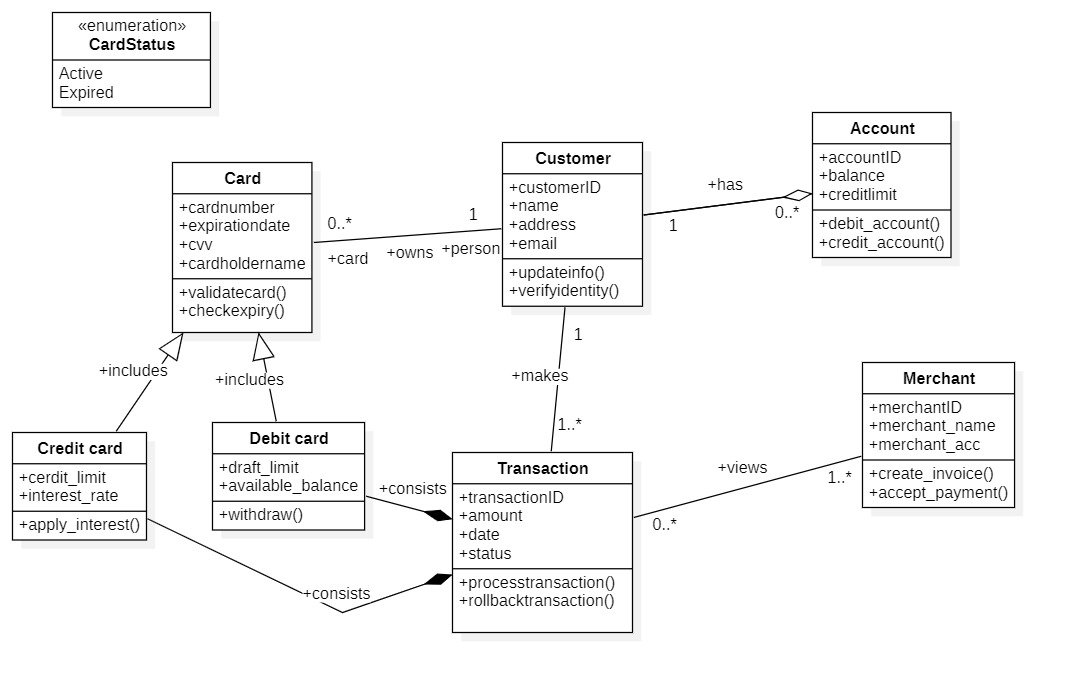 «enumeration»
CardStatus
Active
Expired
Card
+cardnumber
+expirationdate
+cvv
+cardholdername
+validatecard()
+checkexpiry()
0..*
+card
+owns
1
+person
Customer
+customerID
+name
+address
+email
+updateinfo()
+verifyidentity()
+has
1
0..*
Account
+accountID
+balance
+creditlimit
+debit_account()
+credit_account()
+includes
+includes
1
+makes
1..*
Credit card
+cerdit_limit
+interest_rate
+apply_interest()
Debit card
+draft_limit
+available_balance
+withdraw()
+consists
+consists
Transaction
+transactionID
+amount
+date
+status
+processtransaction()
+rollbacktransaction()
+views
0..*
1..*
Merchant
+merchantID
+merchant_name
+merchant_acc
+create_invoice()
+accept_payment()